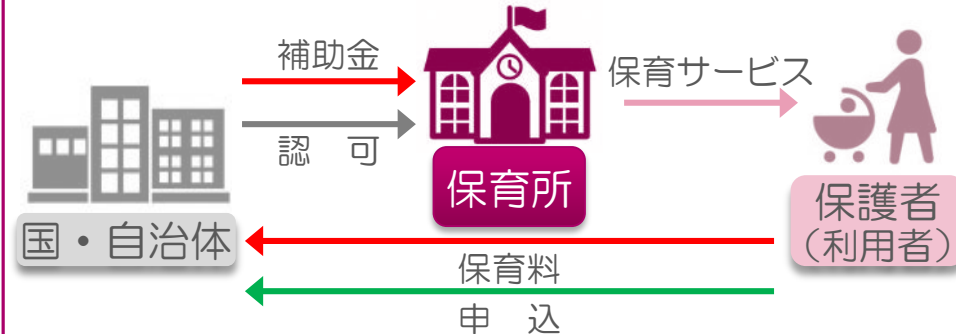 補助金
認　可
保育サービス
保育所
国・自治体
保護者
（利用者）
保育料
申　込